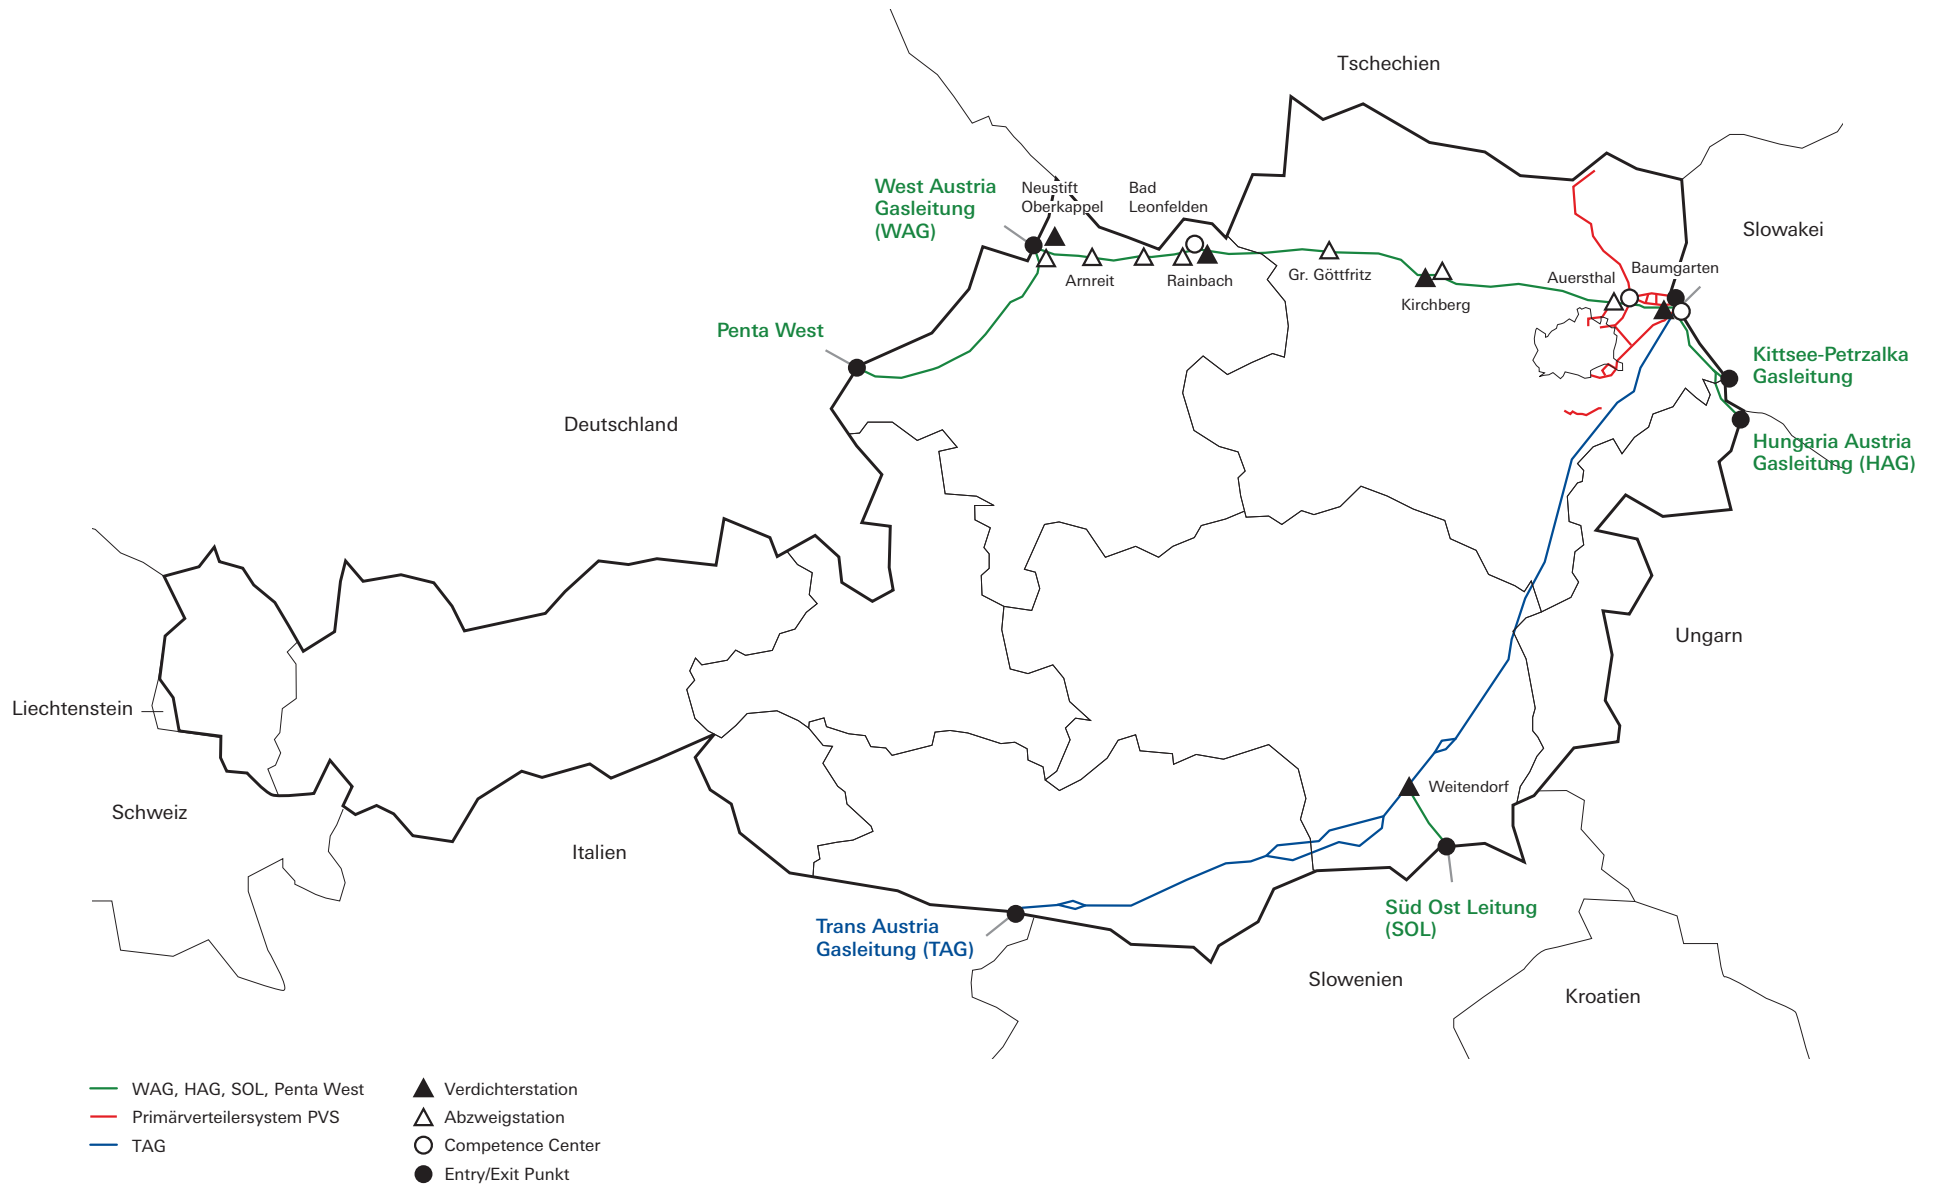 Tschechien
West Austria
Gasleitung
(WAG)
Neustift
Oberkappel
Bad
Leonfelden
Slowakei
Arnreit
Rainbach
Gr. Göttfritz
Kirchberg
Auersthal
Baumgarten
Penta West
Kittsee-Petrzalka
Gasleitung
Deutschland
Hungaria Austria
Gasleitung (HAG)
Ungarn
Liechtenstein
Schweiz
Italien
Weitendorf
Trans Austria
Gasleitung (TAG)
Süd Ost Leitung
(SOL)
Slowenien
Kroatien
WAG, HAG, SOL, Penta West
Primärverteilersystem PVS
TAG
Verdichterstation
Abzweigstation
Competence Center
Entry/Exit Punkt